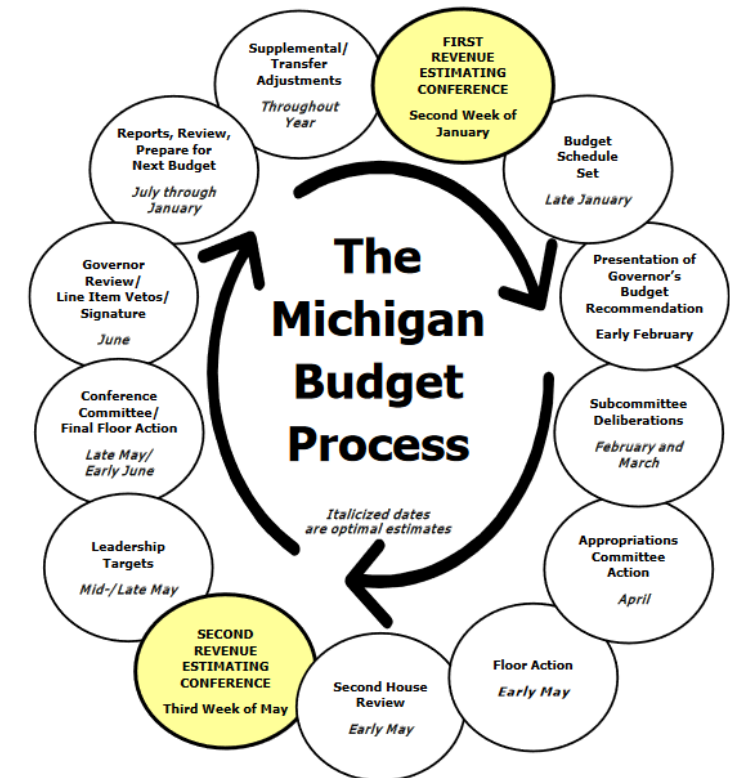 The
Michigan
Budget
Process
Italicized dates
are optimal estimates
FIRST
REVENUE
ESTIMATING
CONFERENCE
Second Week of
January
Budget
Schedule
Set
Late January
Presentation of
Governor's
Budget
Recommendation
Early February
Subcommittee
Deliberations
February and
March
Appropriations
Committee
Action
April
Floor Action
Early May
Second House
Review
Early May
SECOND
REVENUE
ESTIMATING
CONFERENCE
Third Week of May
Leadership
Targets
Mid-/Late May
Conference
Committee/
Final Floor Action
Late May/
Early June
Governor
Review/
Line Item Vetos/
Signature
June
Reports, Review,
Prepare for
Next Budget
July through
January
Supplemental/
Transfer
Adjustments
Throughout
Year